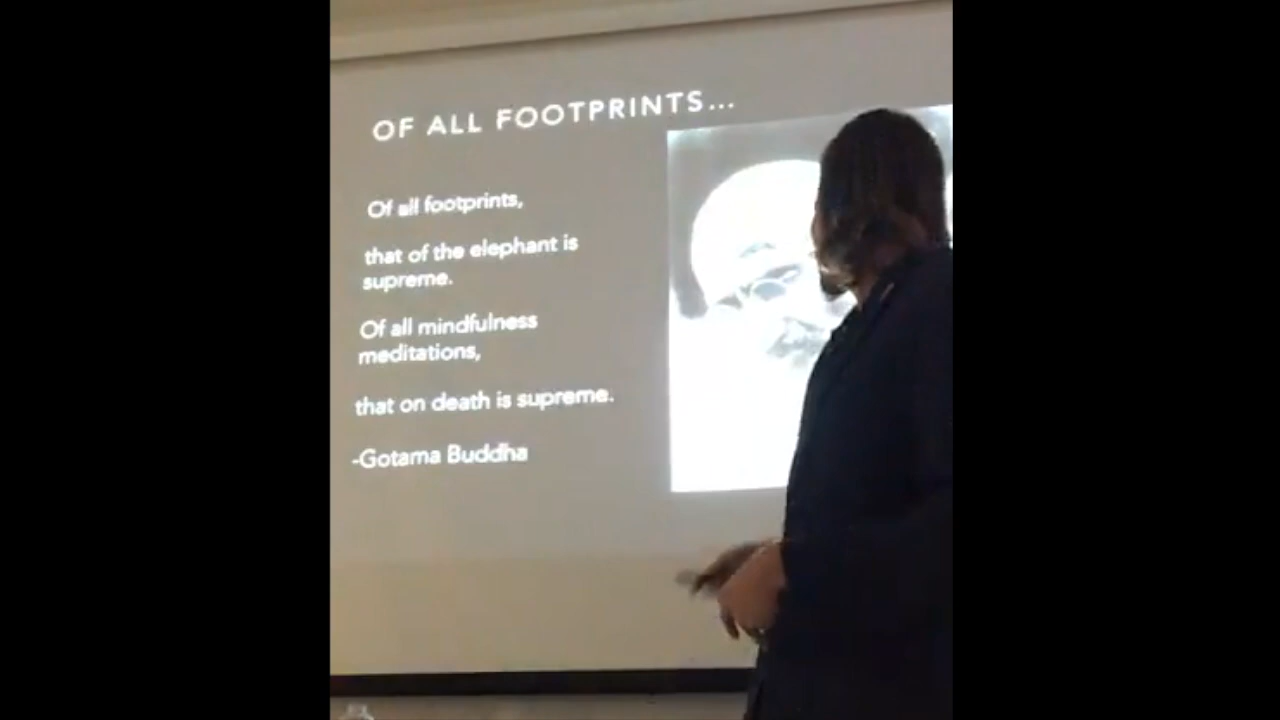 OF ALL FOOTPRINTS...
Of all footprints,
that of the elephant is
supreme.
Of all mindfulness
meditations,
that on death is supreme.
-Gotama Buddha